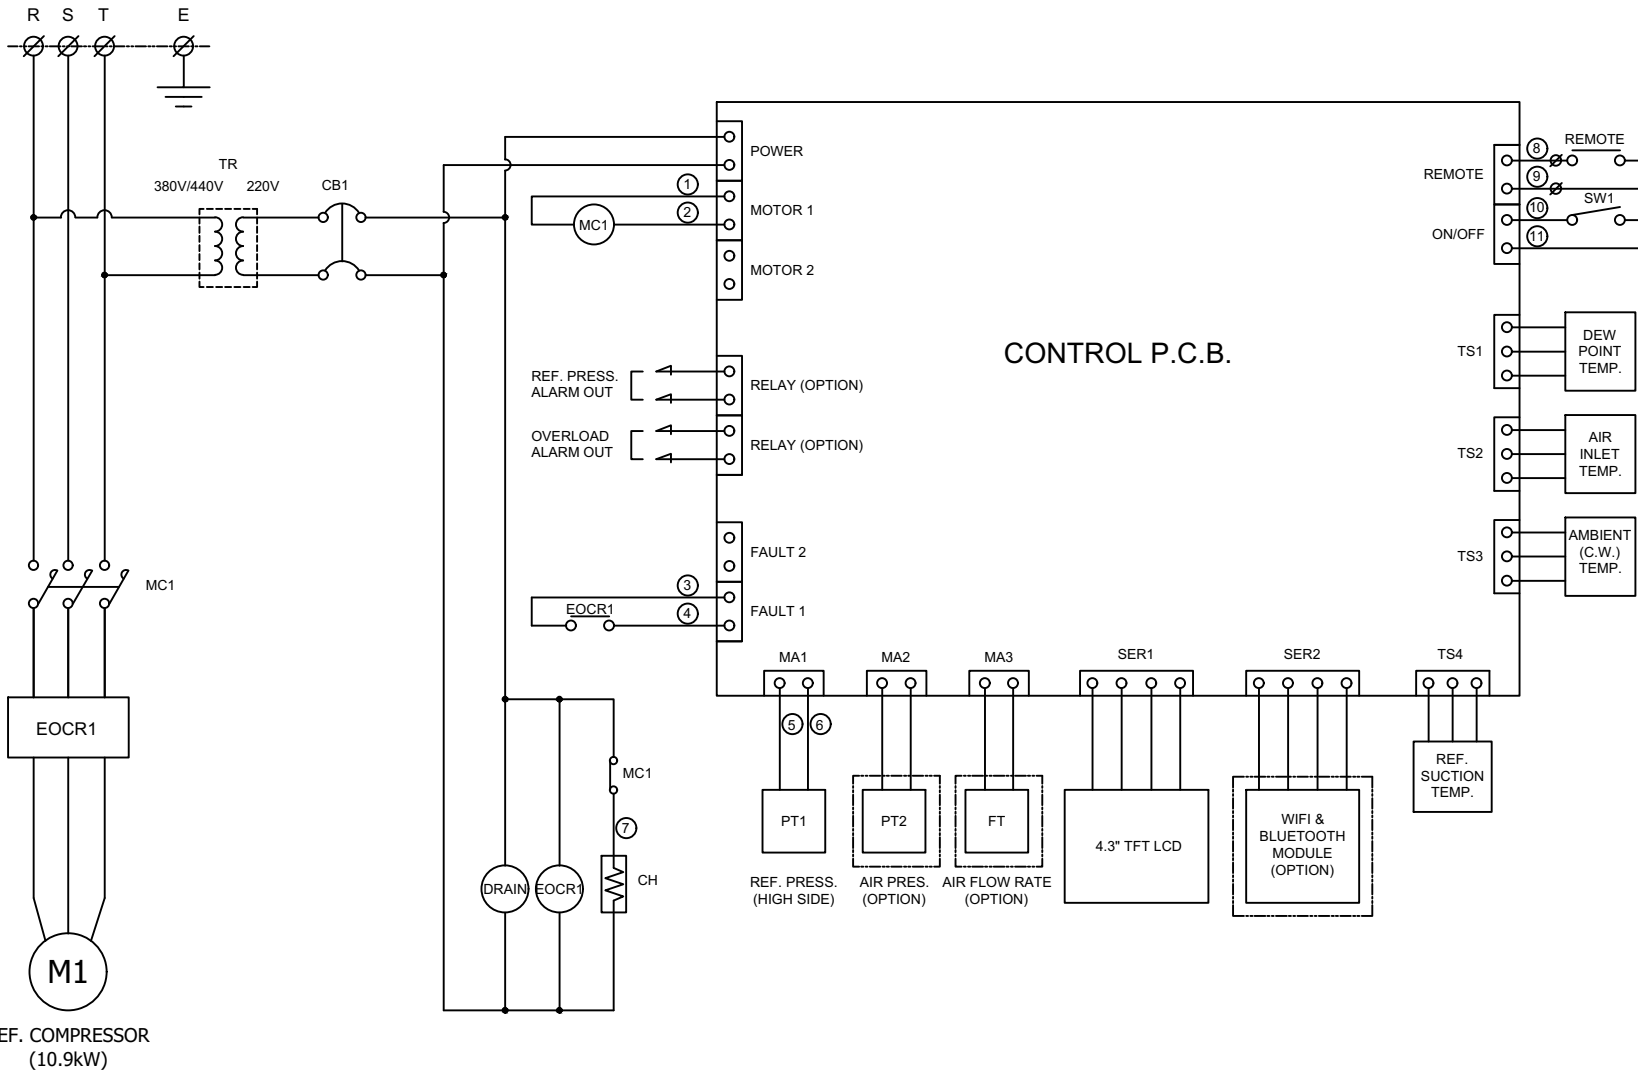 R S T E
TR
380V/440V 220V CB1
POWER
1
2
MC1
MOTOR 1
MOTOR 2
REF. PRESS.
ALARM OUT
RELAY (OPTION)
OVERLOAD
ALARM OUT
RELAY (OPTION)
CONTROL P.C.B.
8 REMOTE
REMOTE 9
10 SW1
ON/OFF 11
TS1
DEW
POINT
TEMP.
TS2
AIR
INLET
TEMP.
TS3
AMBIENT
(C.W.)
TEMP.
FAULT 2
3
EOCR1 4
FAULT 1
MC1
EOCR1
M1
EF. COMPRESSOR
(10.9kW)
MC1
7
DRAIN EOCR1 CH
MA1 MA2 MA3 SER1 SER2 TS4
5 6
PT1
REF. PRESS.
(HIGH SIDE)
PT2
AIR PRES.
(OPTION)
FT
AIR FLOW RATE
(OPTION)
4.3" TFT LCD
WIFI &
BLUETOOTH
MODULE
(OPTION)
REF.
SUCTION
TEMP.